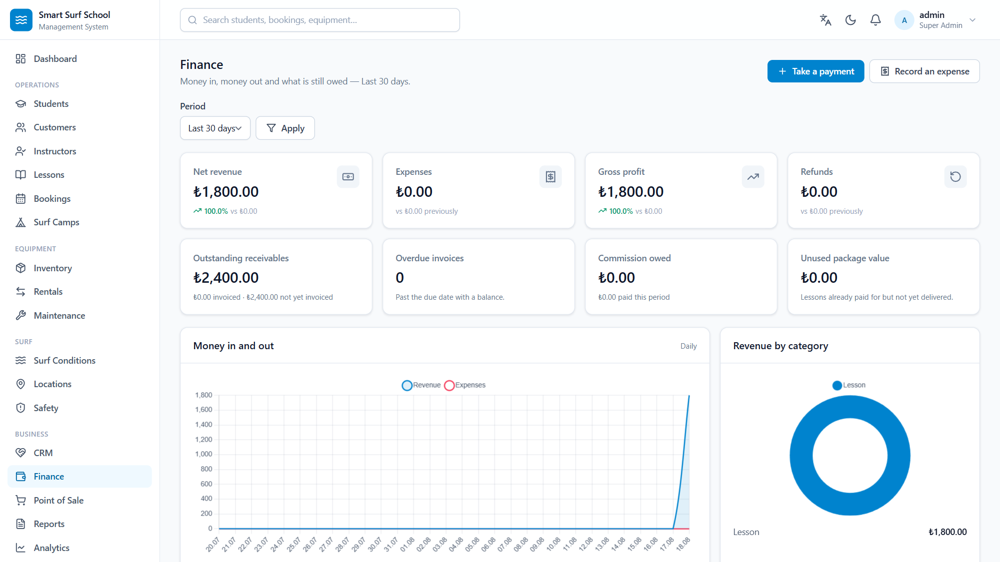 Smart Surf School
Management System
Search students, bookings, equipment...
A
admin
Super Admin
Dashboard
OPERATIONS
Students
Customers
Instructors
Lessons
Bookings
Surf Camps
EQUIPMENT
Inventory
Rentals
Maintenance
SURF
Surf Conditions
Locations
Safety
BUSINESS
CRM
Finance
Point of Sale
Reports
Analytics
Finance
Money in, money out and what is still owed — Last 30 days.
Take a payment
Record an expense
Period
Last 30 days
Apply
Net revenue
₺1,800.00
100.0% vs ₺0.00
Expenses
₺0.00
vs ₺0.00 previously
Gross profit
₺1,800.00
100.0% vs ₺0.00
Refunds
₺0.00
vs ₺0.00 previously
Outstanding receivables
₺2,400.00
₺0.00 invoiced · ₺2,400.00 not yet invoiced
Overdue invoices
0
Past the due date with a balance.
Commission owed
₺0.00
₺0.00 paid this period
Unused package value
₺0.00
Lessons already paid for but not yet delivered.
Money in and out
Daily
Revenue Expenses
1,800
1,600
1,400
1,200
1,000
800
600
400
200
0
20.07 21.07 22.07 23.07 24.07 25.07 26.07 27.07 28.07 29.07 30.07 31.07 01.08 02.08 03.08 04.08 05.08 06.08 07.08 08.08 09.08 10.08 11.08 12.08 13.08 14.08 15.08 16.08 17.08 18.08
Revenue by category
Lesson
Lesson ₺1,800.00